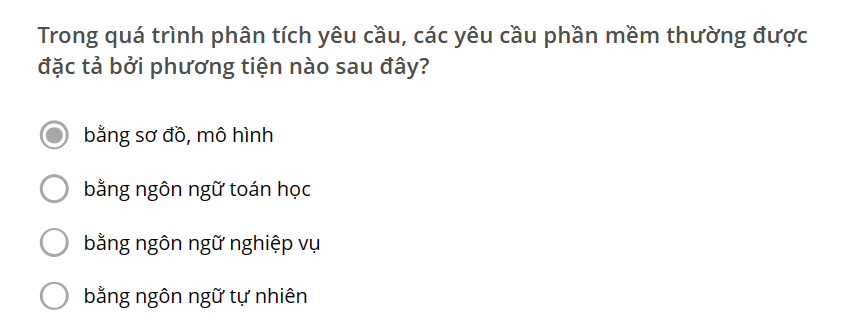 Trong quá trình phân tích yêu cầu, các yêu cầu phần mềm thường được
đặc tả bởi phương tiện nào sau đây?
bằng sơ đồ, mô hình
bằng ngôn ngữ toán học
bằng ngôn ngữ nghiệp vụ
bằng ngôn ngữ tự nhiên